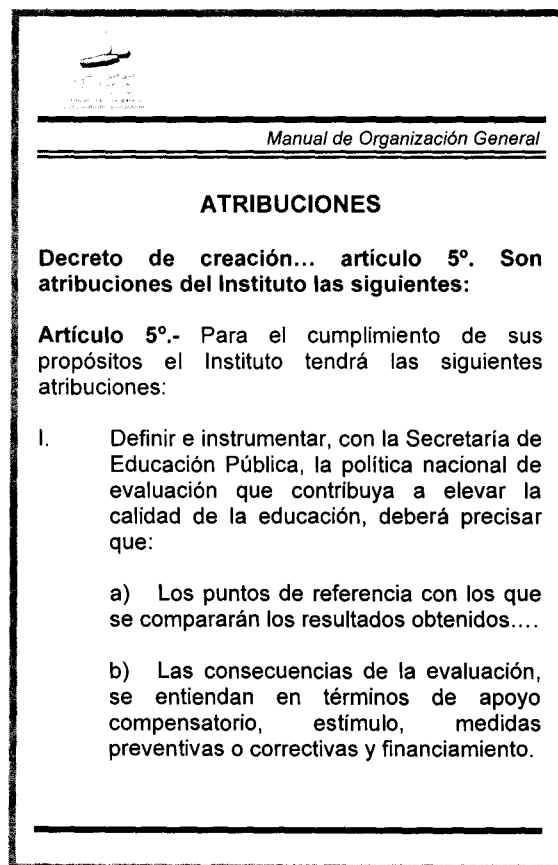 Manual de Organización General
ATRIBUCIONES
Decreto de creación... artículo 5º. Son
atribuciones del Instituto las siguientes:
Artículo 5º.- Para el cumplimiento de sus
propósitos el Instituto tendrá las siguientes
atribuciones:
I. Definir e instrumentar, con la Secretaría de
Educación Pública, la política nacional de
evaluación que contribuya a elevar la
calidad de la educación, deberá precisar
que:
a) Los puntos de referencia con los que
se compararán los resultados obtenidos....
b) Las consecuencias de la evaluación,
se entiendan en términos de apoyo
compensatorio, estímulo, medidas
preventivas o correctivas y financiamiento.